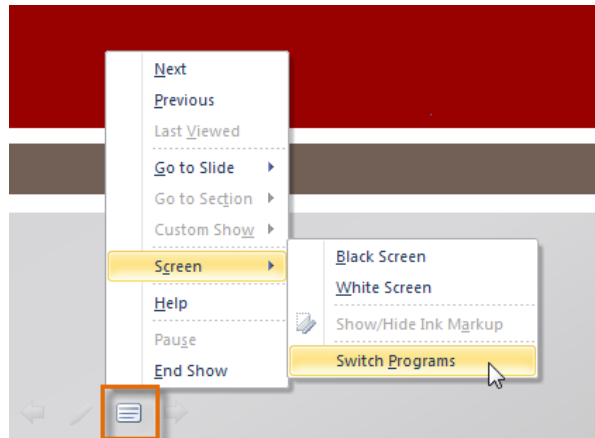 Next
Previous
Last Viewed
Go to Slide
Go to Section
Custom Show
Screen
Help
Pause
End Show
Black Screen
White Screen
Show/Hide Ink Markup
Switch Programs